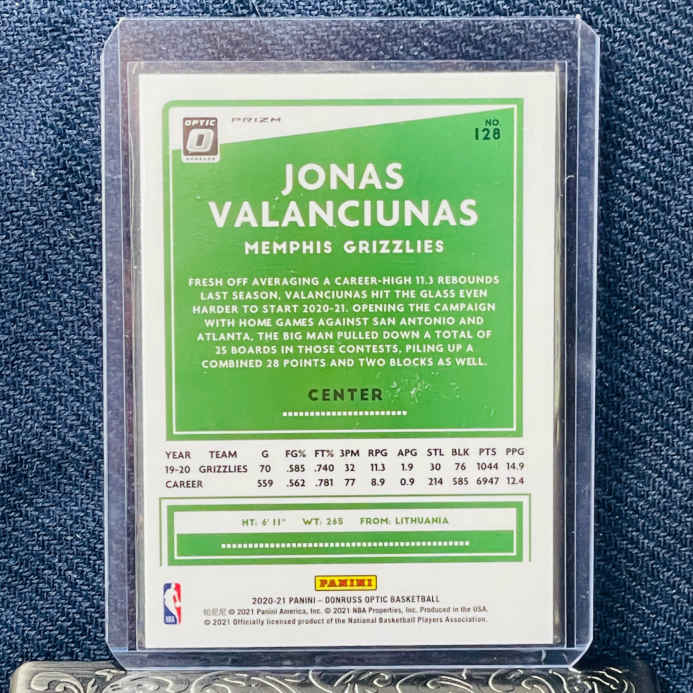 OPTIC
PRIZM
NO.
128
JONAS
VALANCIUNAS
MEMPHIS GRIZZLIES
FRESH OFF AVERAGING A CAREER-HIGH 11.3 REBOUNDS
LAST SEASON, VALANCIUNAS HIT THE GLASS EVEN
HARDER TO START 2020-21. OPENING THE CAMPAIGN
WITH HOME GAMES AGAINST SAN ANTONIO AND
ATLANTA, THE BIG MAN PULLED DOWN A TOTAL OF
25 BOARDS IN THOSE CONTESTS, PILING UP A
COMBINED 28 POINTS AND TWO BLOCKS AS WELL.
CENTER
YEAR TEAM G FG% FT% 3PM RPG APG STL BLK PTS PPG
19-20 GRIZZLIES 70 .585 .740 32 11.3 1.9 30 76 1044 14.9
CAREER 559 .562 .781 77 8.9 0.9 214 585 6947 12.4
HT: 6' 11" WT: 265 FROM: LITHUANIA
PANINI
2020-21 PANINI – DONRUSS OPTIC BASKETBALL
帕尼尼 © 2021 Panini America, Inc. © 2021 NBA Properties, Inc. Produced in the USA.
© 2021 Officially licensed product of the National Basketball Players Association.
NBA